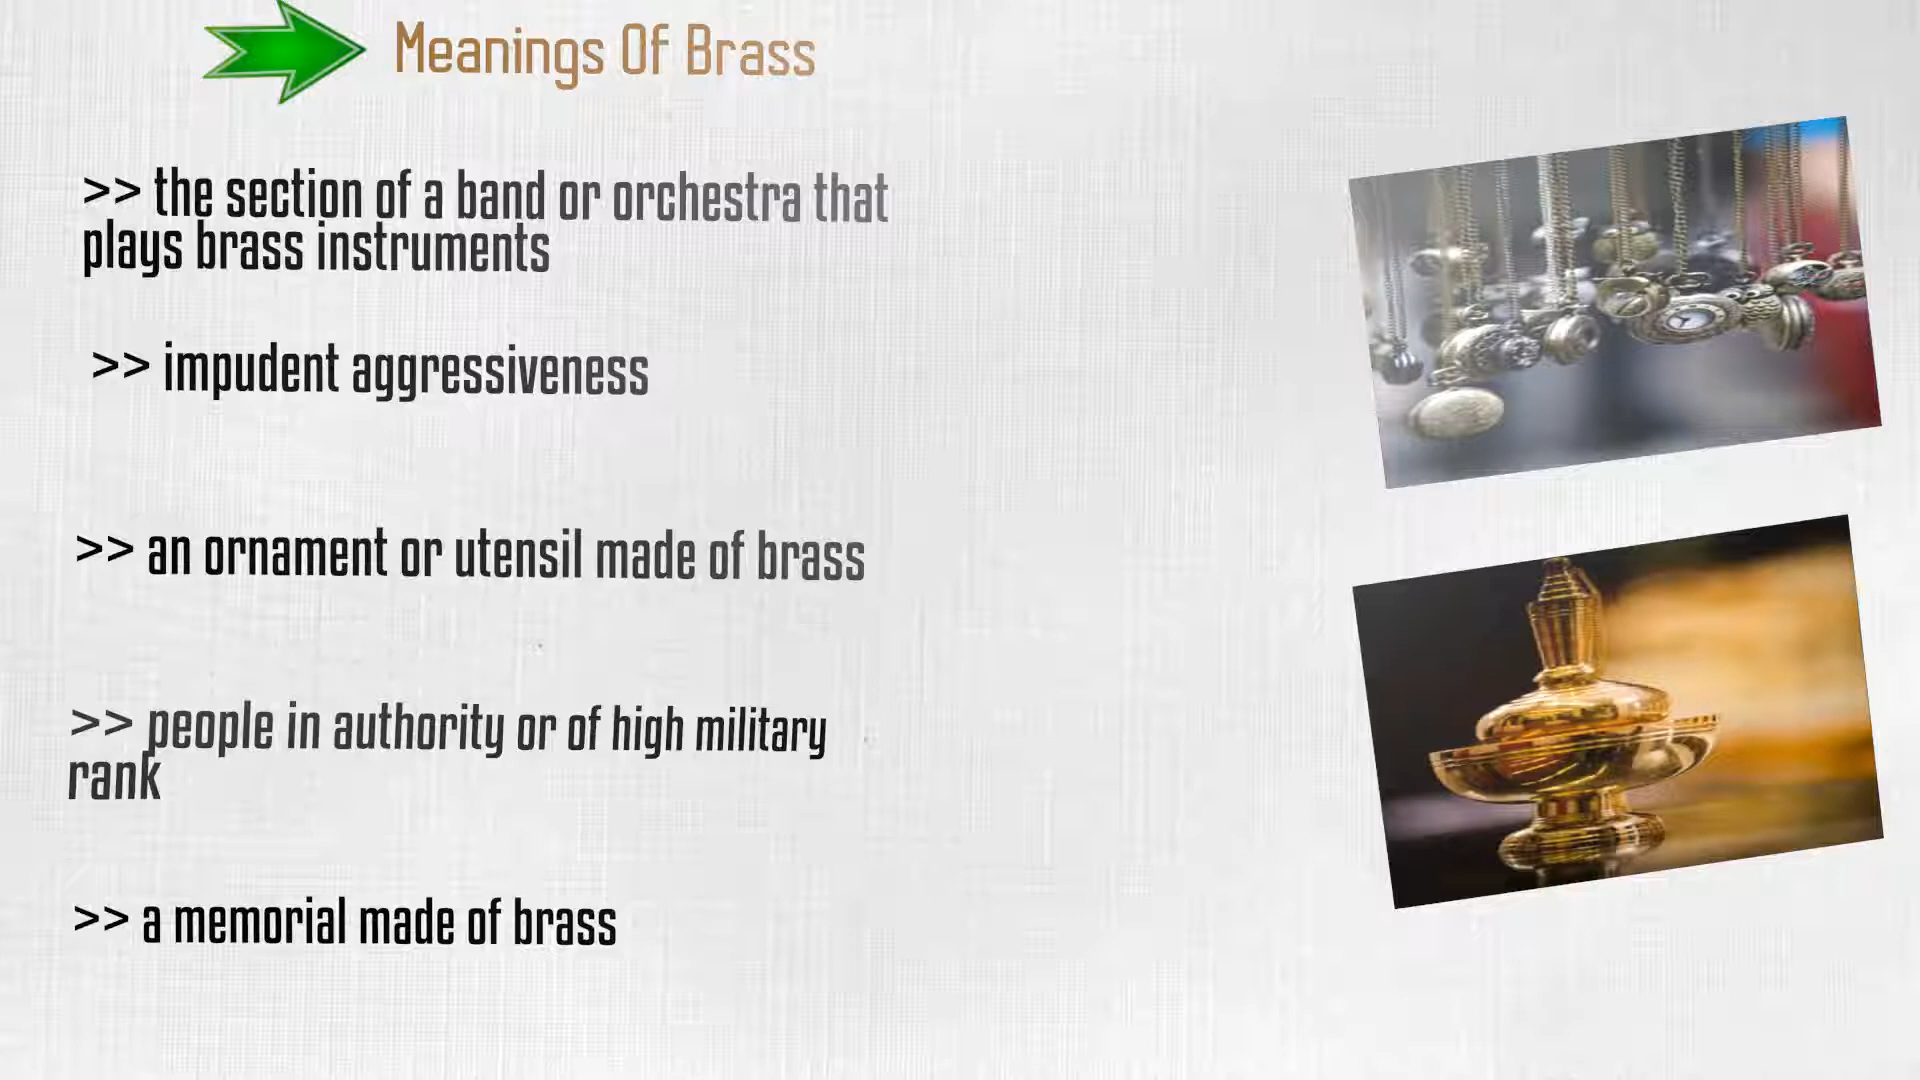 Meanings Of Brass
>> the section of a band or orchestra that
plays brass instruments
>> impudent aggressiveness
>> an ornament or utensil made of brass
>> people in authority or of high military
rank
>> a memorial made of brass